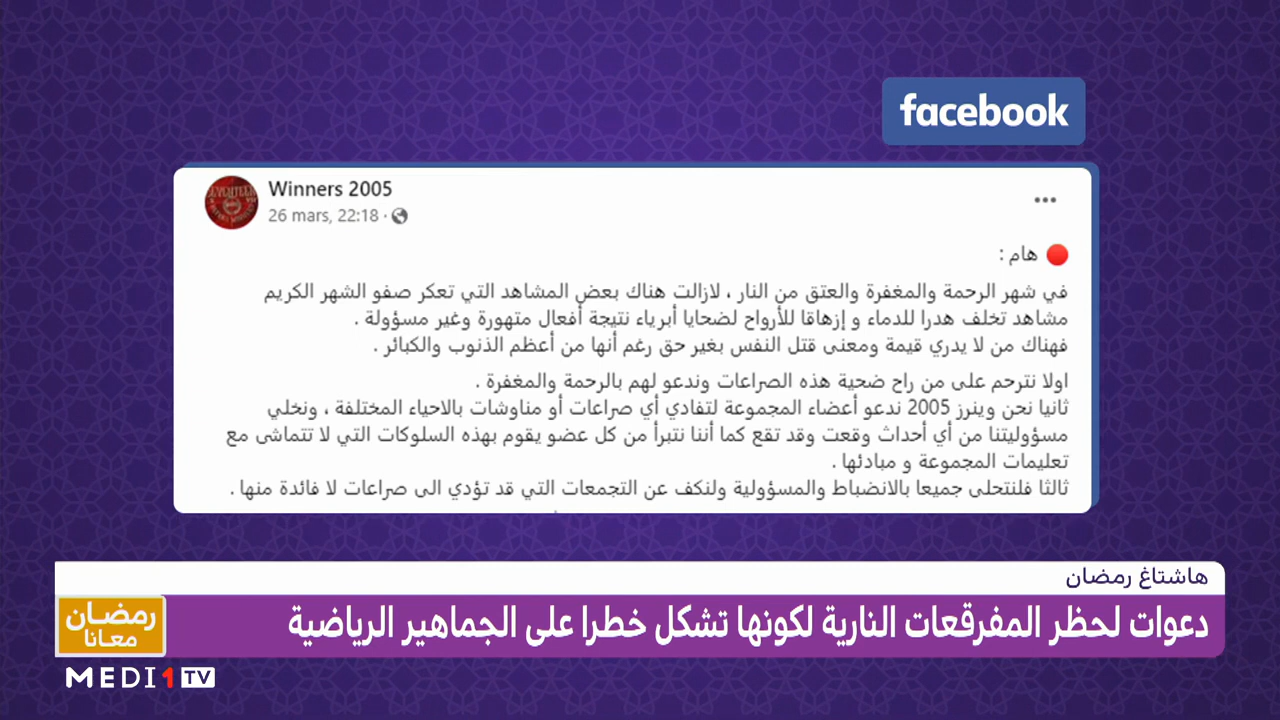 facebook
Winners 2005
26 mars, 22:18 ·
هام :
في شهر الرحمة والمغفرة والعتق من النار ، لازالت هناك بعض المشاهد التي تعكر صفو الشهر الكريم
مشاهد تخلف هدرا للدماء و إزهاقا للأرواح لضحايا أبرياء نتيجة أفعال متهورة وغير مسؤولة .
فهناك من لا يدري قيمة ومعنى قتل النفس بغير حق رغم أنها من أعظم الذنوب والكبائر .
اولا نترحم على من راح ضحية هذه الصراعات وندعو لهم بالرحمة والمغفرة .
ثانيا نحن وينرز 2005 ندعو أعضاء المجموعة لتفادي أي صراعات أو مناوشات بالاحياء المختلفة ، ونخلي
مسؤوليتنا من أي أحداث وقعت وقد تقع كما أننا نتبرأ من كل عضو يقوم بهذه السلوكات التي لا تتماشى مع
تعليمات المجموعة و مبادئها .
ثالثا فلنتحلى جميعا بالانضباط والمسؤولية ولنكف عن التجمعات التي قد تؤدي الى صراعات لا فائدة منها .
هاشتاغ رمضان
دعوات لحظر المفرقعات النارية لكونها تشكل خطرا على الجماهير الرياضية
رمضان
معانا
MEDI1TV